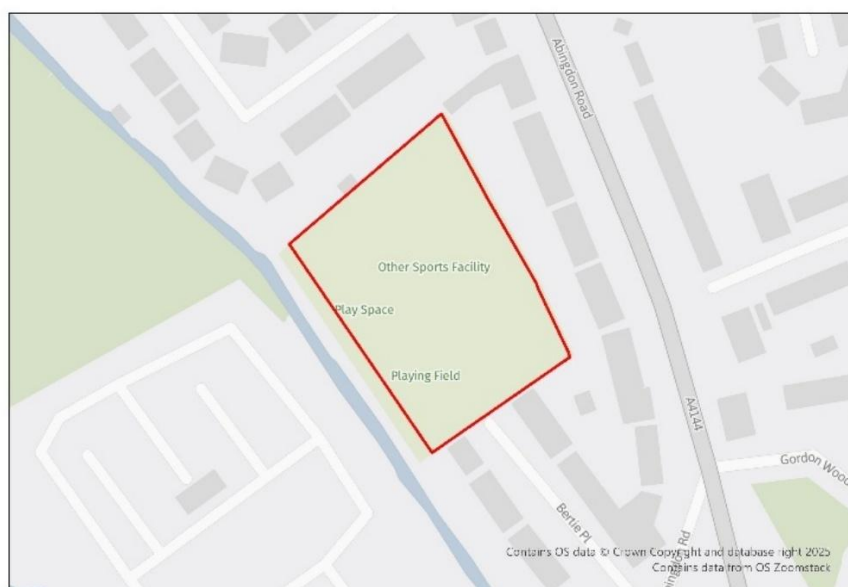 Abingdon Road
Other Sports Facility
Play Space
Playing Field
A4144
Gordon Wood
Bertie Pl
Contains OS data © Crown Copyright and database right 2025
Contains data from OS Zoomstack